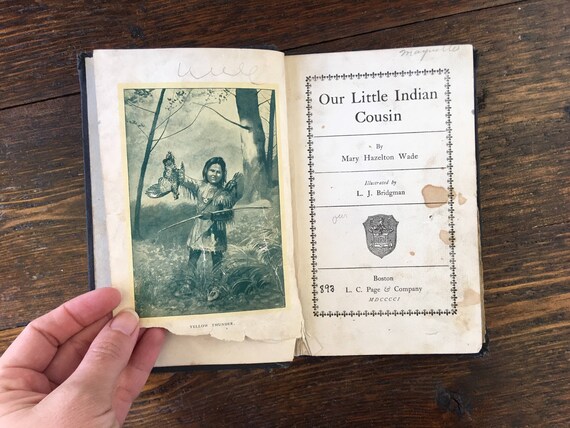 YELLOW THUNDER.
Our Little Indian
Cousin
By
Mary Hazelton Wade
Illustrated by
L. J. Bridgman
Boston
L. C. Page & Company
MDCCCCI